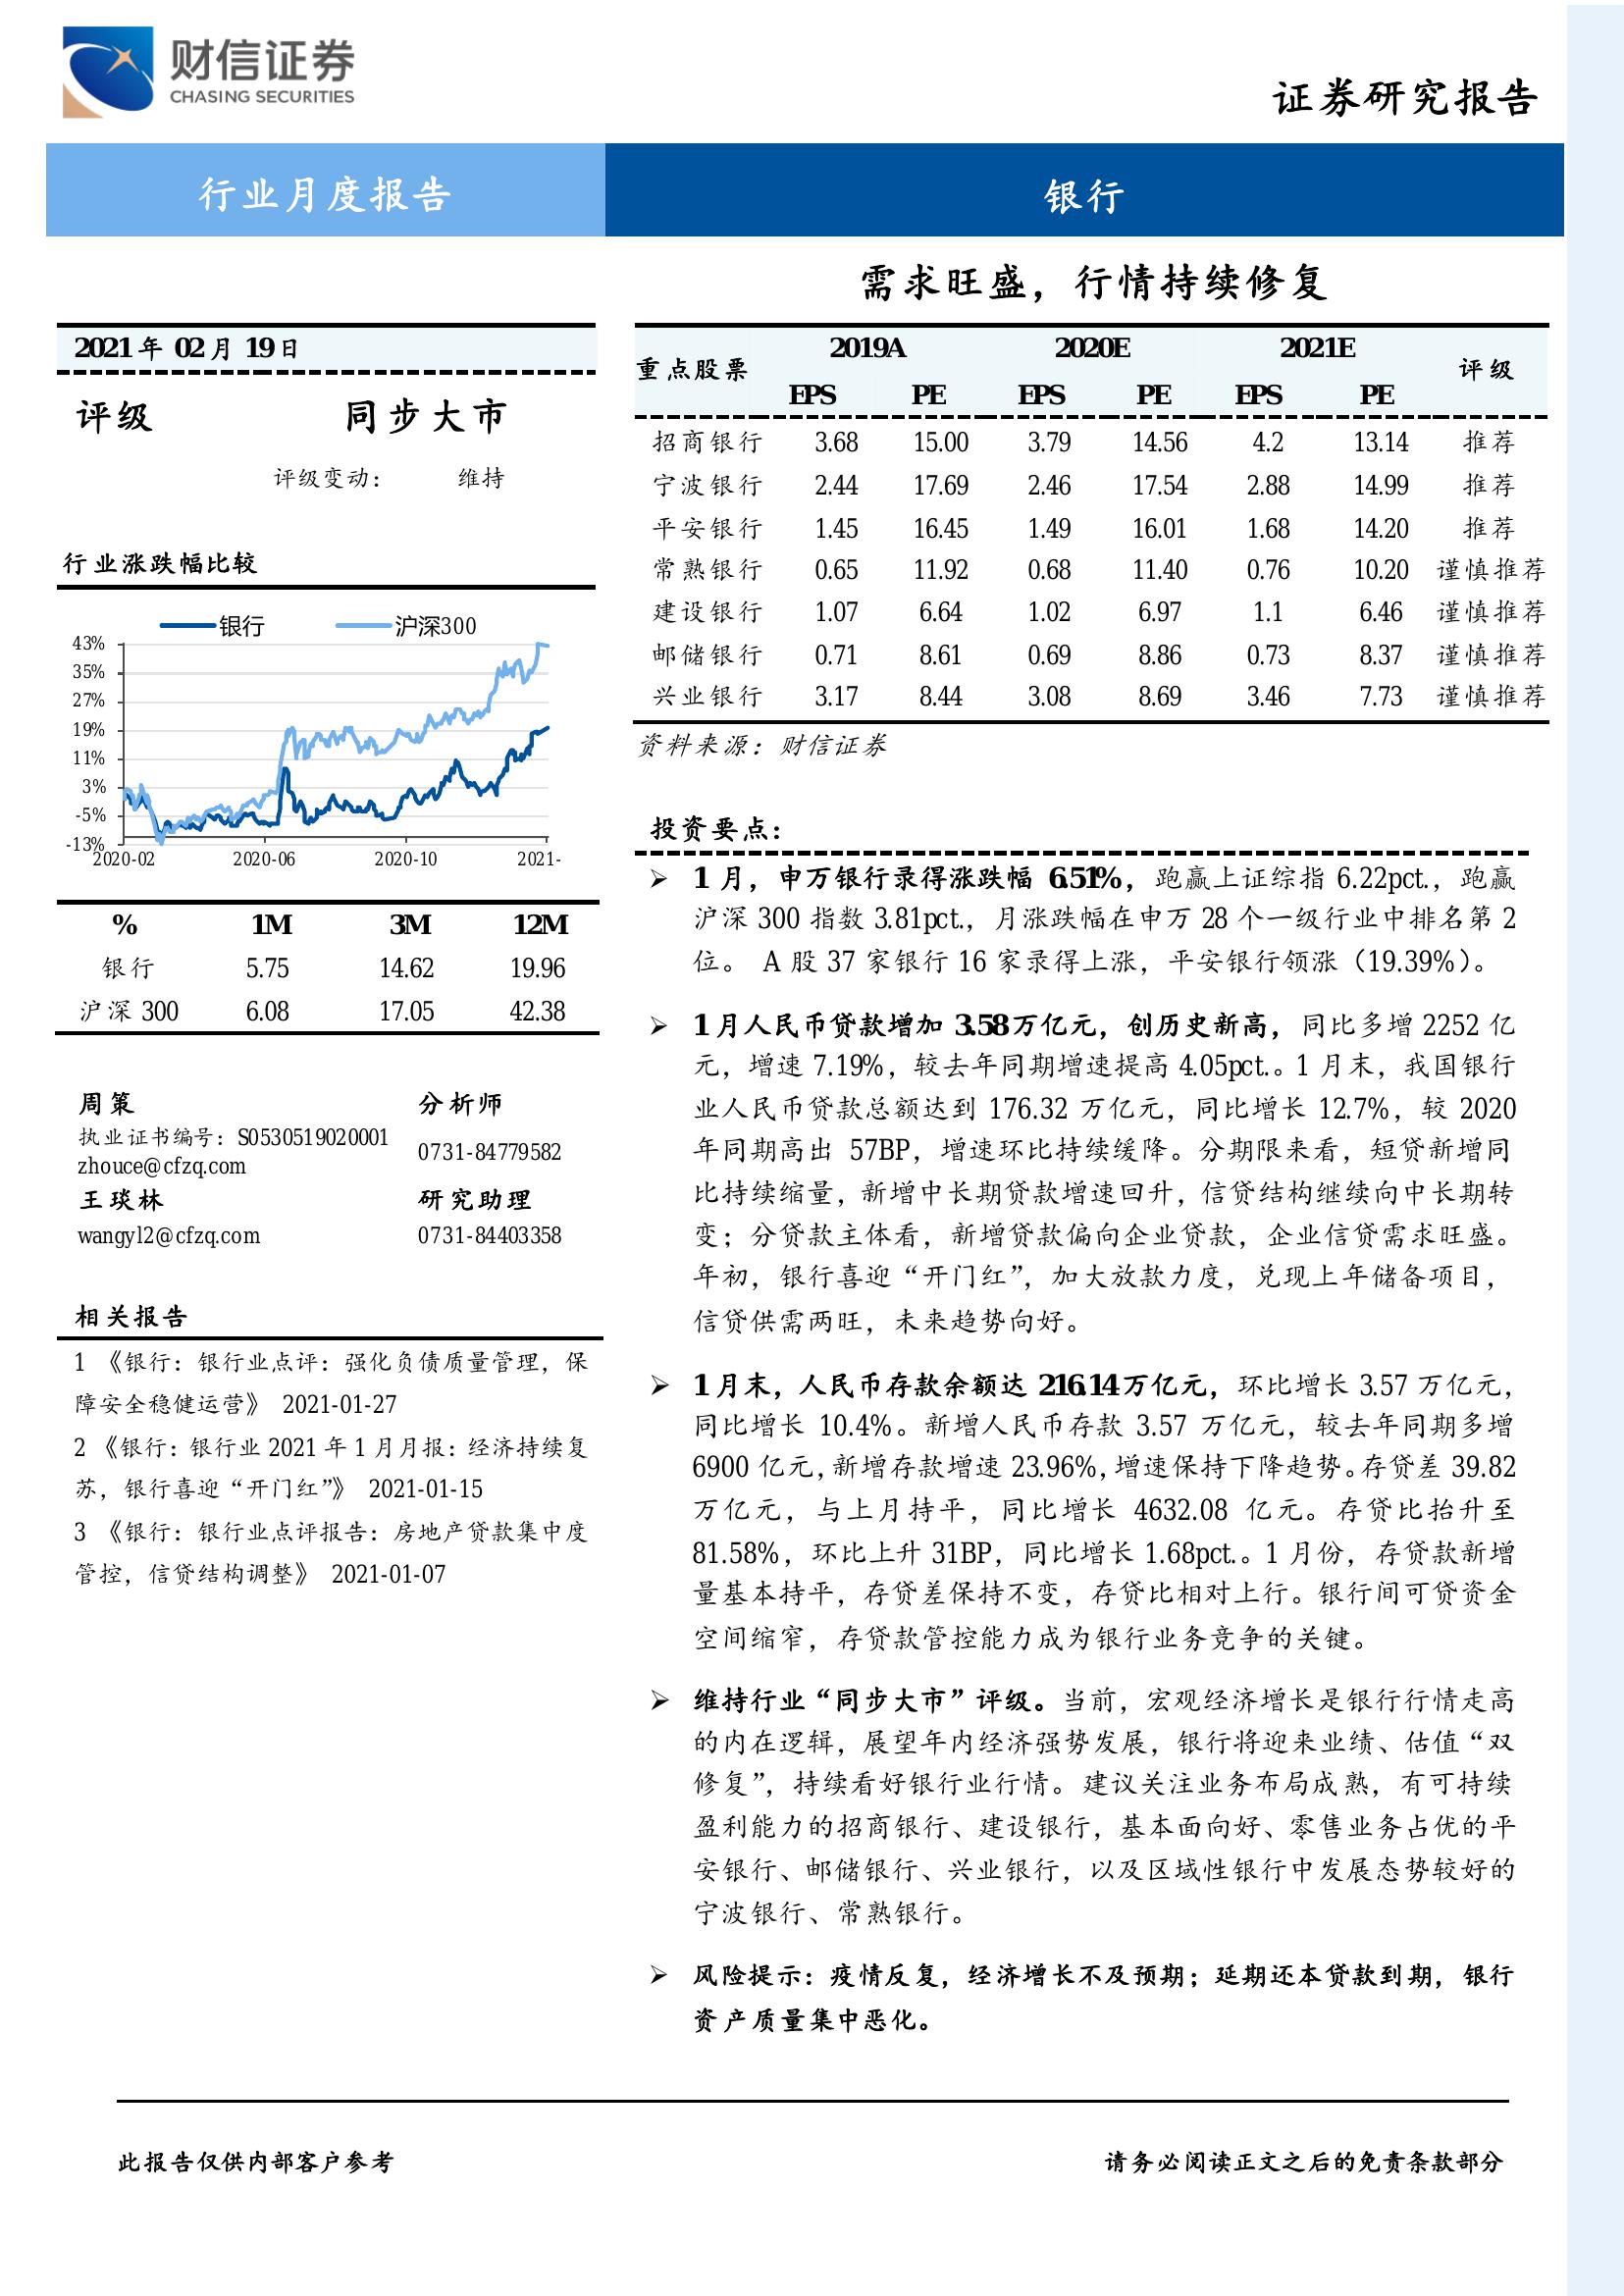 财信证券
CHASING SECURITIES
证券研究报告
行业月度报告
银行
需求旺盛，行情持续修复
2021 年 02 月 19 日
评级 同步大市
评级变动： 维持
行业涨跌幅比较
银行 沪深300
43%
35%
27%
19%
11%
3%
-5%
-13%
2020-02 2020-06 2020-10 2021-
% 1M 3M 12M
银行 5.75 14.62 19.96
沪深 300 6.08 17.05 42.38
周策 分析师
执业证书编号：S0530519020001
zhouce@cfzq.com 0731-84779582
王琰林 研究助理
wangyl2@cfzq.com 0731-84403358
相关报告
1 《银行：银行业点评：强化负债质量管理，保
障安全稳健运营》 2021-01-27
2 《银行：银行业 2021 年 1 月月报：经济持续复
苏，银行喜迎“开门红”》 2021-01-15
3 《银行：银行业点评报告：房地产贷款集中度
管控，信贷结构调整》 2021-01-07
重点股票 2019A 2020E 2021E 评级
EPS PE EPS PE EPS PE
招商银行 3.68 15.00 3.79 14.56 4.2 13.14 推荐
宁波银行 2.44 17.69 2.46 17.54 2.88 14.99 推荐
平安银行 1.45 16.45 1.49 16.01 1.68 14.20 推荐
常熟银行 0.65 11.92 0.68 11.40 0.76 10.20 谨慎推荐
建设银行 1.07 6.64 1.02 6.97 1.1 6.46 谨慎推荐
邮储银行 0.71 8.61 0.69 8.86 0.73 8.37 谨慎推荐
兴业银行 3.17 8.44 3.08 8.69 3.46 7.73 谨慎推荐
资料来源：财信证券
投资要点：
➢ 1 月，申万银行录得涨跌幅 6.51%，跑赢上证综指 6.22pct.，跑赢
沪深 300 指数 3.81pct.，月涨跌幅在申万 28 个一级行业中排名第 2
位。 A 股 37 家银行 16 家录得上涨，平安银行领涨（19.39%）。
➢ 1 月人民币贷款增加 3.58 万亿元，创历史新高，同比多增 2252 亿
元，增速 7.19%，较去年同期增速提高 4.05pct.。1 月末，我国银行
业人民币贷款总额达到 176.32 万亿元，同比增长 12.7%，较 2020
年同期高出 57BP，增速环比持续缓降。分期限来看，短贷新增同
比持续缩量，新增中长期贷款增速回升，信贷结构继续向中长期转
变；分贷款主体看，新增贷款偏向企业贷款，企业信贷需求旺盛。
年初，银行喜迎“开门红”，加大放款力度，兑现上年储备项目，
信贷供需两旺，未来趋势向好。
➢ 1 月末，人民币存款余额达 216.14 万亿元，环比增长 3.57 万亿元，
同比增长 10.4%。新增人民币存款 3.57 万亿元，较去年同期多增
6900 亿元，新增存款增速 23.96%，增速保持下降趋势。存贷差 39.82
万亿元，与上月持平，同比增长 4632.08 亿元。存贷比抬升至
81.58%，环比上升 31BP，同比增长 1.68pct.。1 月份，存贷款新增
量基本持平，存贷差保持不变，存贷比相对上行。银行间可贷资金
空间缩窄，存贷款管控能力成为银行业务竞争的关键。
➢ 维持行业“同步大市”评级。当前，宏观经济增长是银行行情走高
的内在逻辑，展望年内经济强势发展，银行将迎来业绩、估值“双
修复”，持续看好银行业行情。建议关注业务布局成熟，有可持续
盈利能力的招商银行、建设银行，基本面向好、零售业务占优的平
安银行、邮储银行、兴业银行，以及区域性银行中发展态势较好的
宁波银行、常熟银行。
➢ 风险提示：疫情反复，经济增长不及预期；延期还本贷款到期，银行
资产质量集中恶化。
此报告仅供内部客户参考
请务必阅读正文之后的免责条款部分